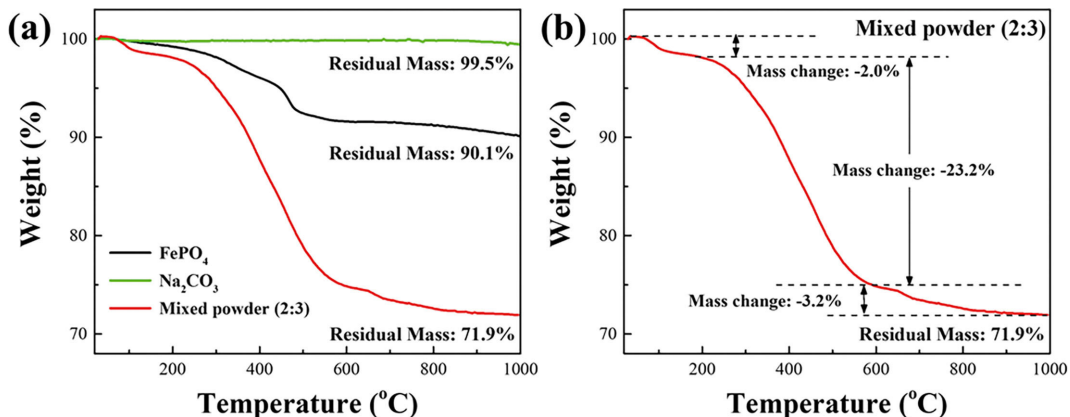 (a)
100
90
80
70
Weight (%)
Residual Mass: 99.5%
Residual Mass: 90.1%
FePO₄
Na₂CO₃
Mixed powder (2:3)
Residual Mass: 71.9%
200 400 600 800 1000
Temperature (°C)
(b)
Mixed powder (2:3)
100
90
80
70
Weight (%)
Mass change: -2.0%
Mass change: -23.2%
Mass change: -3.2%
Residual Mass: 71.9%
200 400 600 800 1000
Temperature (°C)